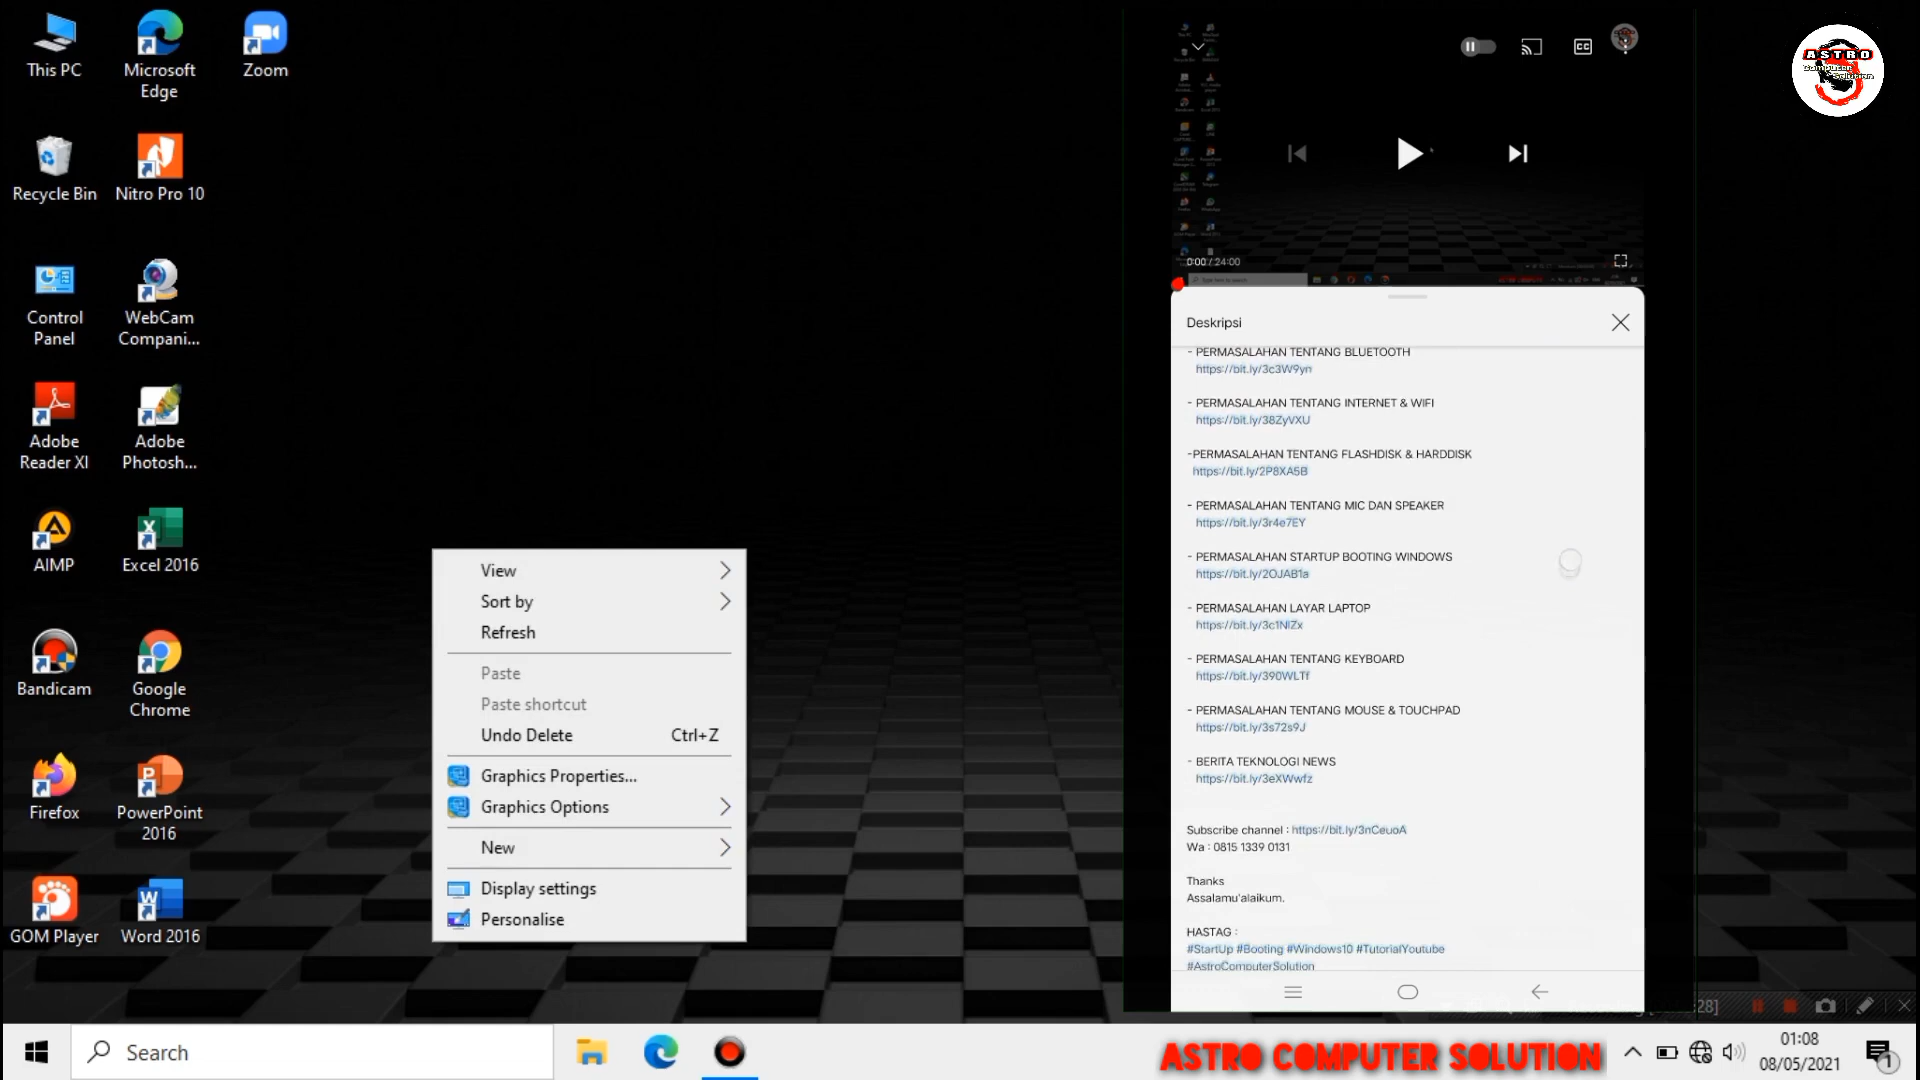 This PC
Microsoft
Edge
Zoom
Recycle Bin
Nitro Pro 10
Control
Panel
WebCam
Compani...
Adobe
Reader XI
Adobe
Photosh...
AIMP
Excel 2016
Bandicam
Google
Chrome
Firefox
PowerPoint
2016
GOM Player
Word 2016
View
Sort by
Refresh
Paste
Paste shortcut
Undo Delete Ctrl+Z
Graphics Properties...
Graphics Options
New
Display settings
Personalise
CC
0:00 / 24:00
Deskripsi
- PERMASALAHAN TENTANG BLUETOOTH
https://bit.ly/3c3W9yn
- PERMASALAHAN TENTANG INTERNET & WIFI
https://bit.ly/38ZyVXU
-PERMASALAHAN TENTANG FLASHDISK & HARDDISK
https://bit.ly/2P8XA5B
- PERMASALAHAN TENTANG MIC DAN SPEAKER
https://bit.ly/3r4e7EY
- PERMASALAHAN STARTUP BOOTING WINDOWS
https://bit.ly/2OJAB1a
- PERMASALAHAN LAYAR LAPTOP
https://bit.ly/3c1NIZx
- PERMASALAHAN TENTANG KEYBOARD
https://bit.ly/390WLTf
- PERMASALAHAN TENTANG MOUSE & TOUCHPAD
https://bit.ly/3s72s9J
- BERITA TEKNOLOGI NEWS
https://bit.ly/3eXWwfz
Subscribe channel : https://bit.ly/3nCeuoA
Wa : 0815 1339 0131
Thanks
Assalamu'alaikum.
HASTAG :
#StartUp #Booting #Windows10 #TutorialYoutube
#AstroComputerSolution
ASTRO
Computer
Solution
Search
ASTRO COMPUTER SOLUTION
01:08
08/05/2021
1